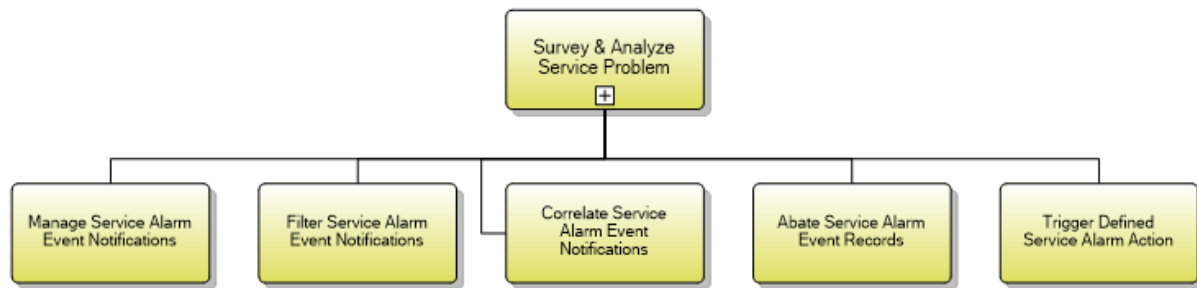 Survey & Analyze
Service Problem
Manage Service Alarm
Event Notifications
Filter Service Alarm
Event Notifications
Correlate Service
Alarm Event
Notifications
Abate Service Alarm
Event Records
Trigger Defined
Service Alarm Action